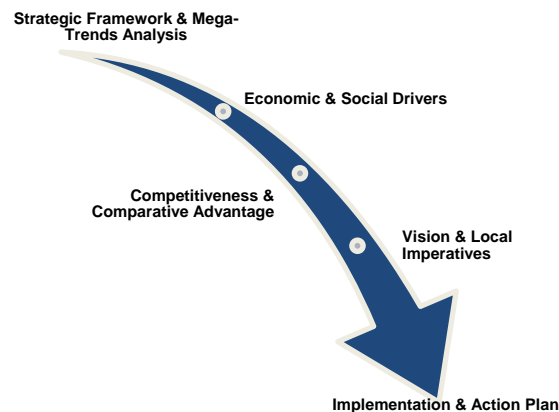 Strategic Framework & Mega-
Trends Analysis
Economic & Social Drivers
Competitiveness &
Comparative Advantage
Vision & Local
Imperatives
Implementation & Action Plan